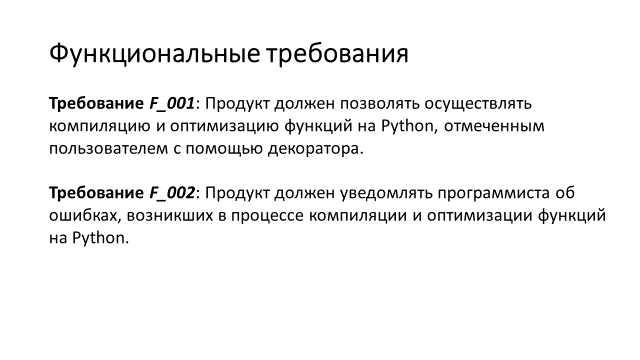 Функциональные требования
Требование F_001: Продукт должен позволять осуществлять
компиляцию и оптимизацию функций на Python, отмеченным
пользователем с помощью декоратора.
Требование F_002: Продукт должен уведомлять программиста об
ошибках, возникших в процессе компиляции и оптимизации функций
на Python.